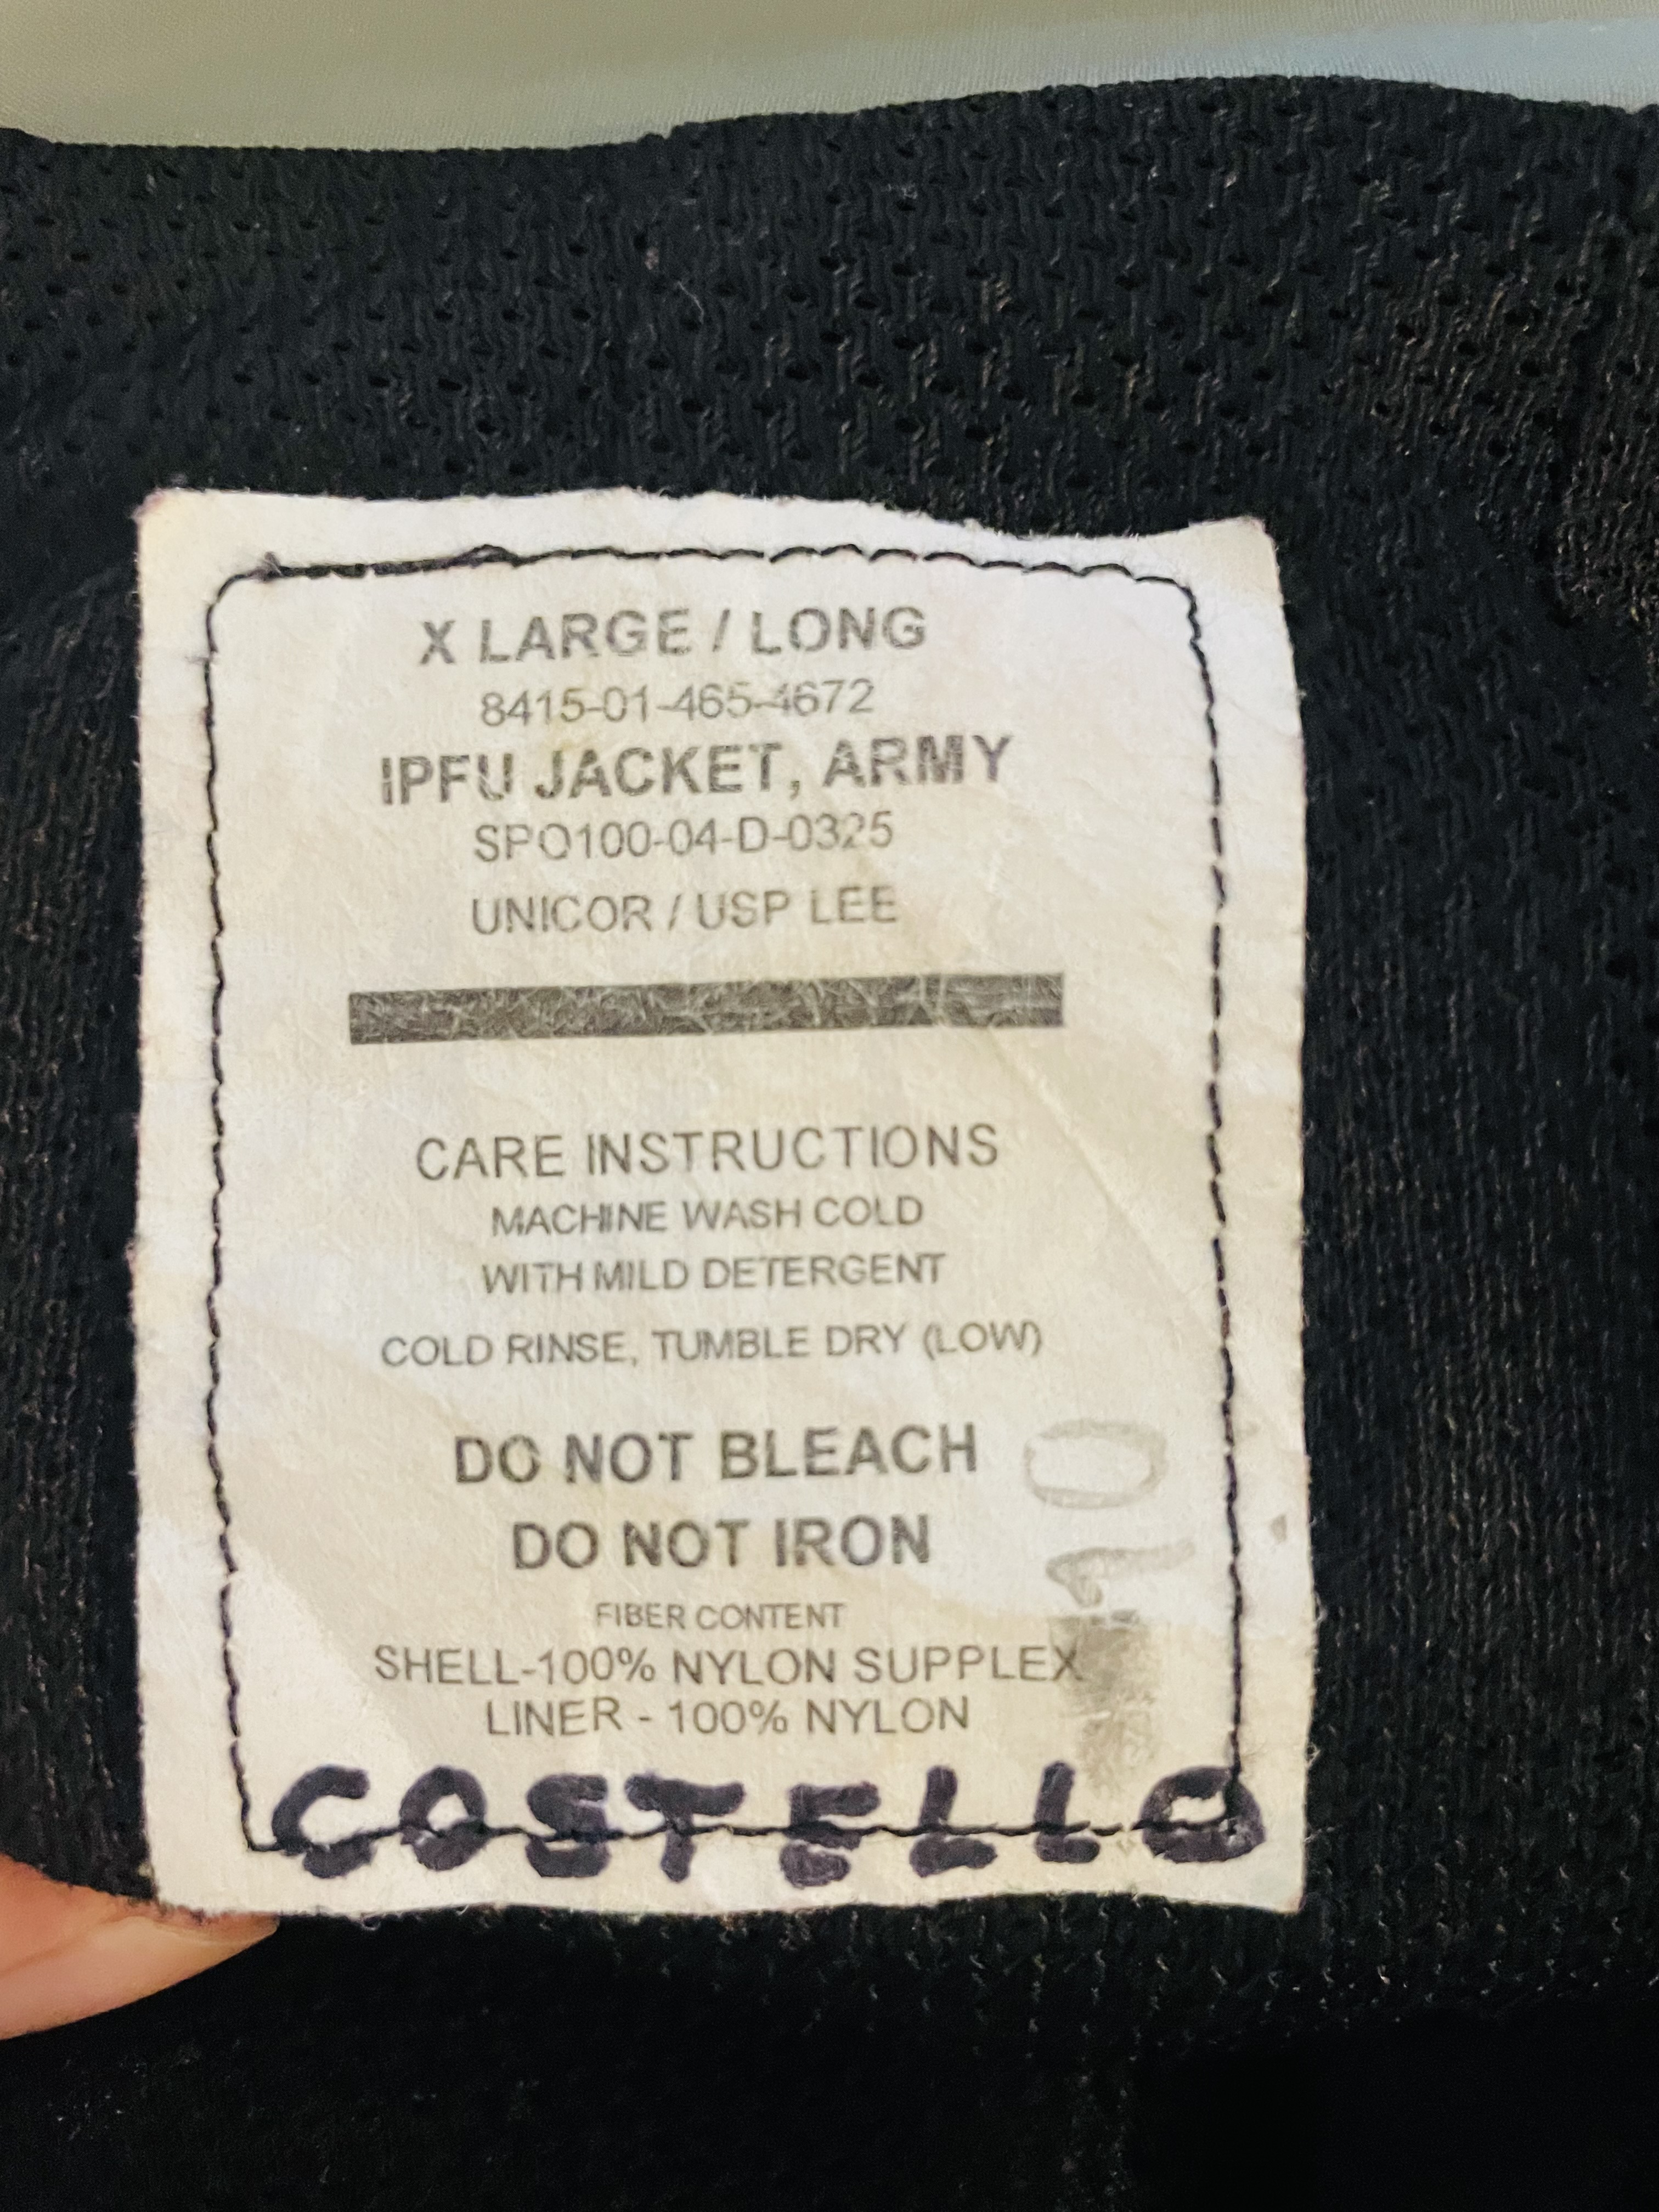 X LARGE / LONG
8415-01-465-4672
IPFU JACKET, ARMY
SPO100-04-D-0325
UNICOR / USP LEE
CARE INSTRUCTIONS
MACHINE WASH COLD
WITH MILD DETERGENT
COLD RINSE, TUMBLE DRY (LOW)
DO NOT BLEACH
DO NOT IRON
FIBER CONTENT
SHELL-100% NYLON SUPPLEX
LINER - 100% NYLON
COSTELLO